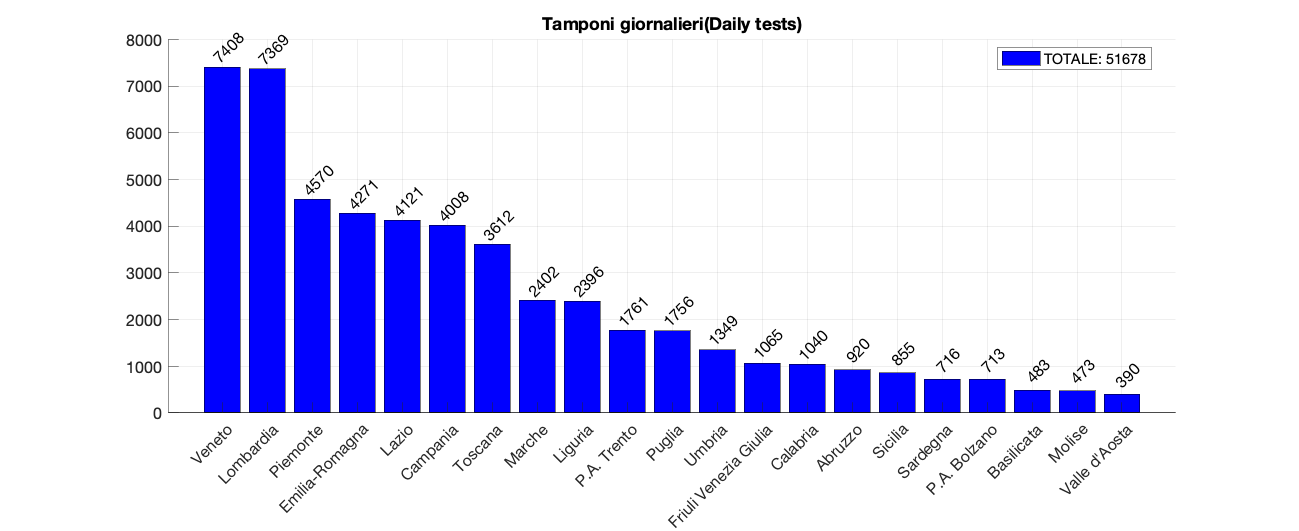 Tamponi giornalieri(Daily tests)
TOTALE: 51678
8000
7000
6000
5000
4000
3000
2000
1000
0
7408
7369
4570
4271
4121
4008
3612
2402
2396
1761
1756
1349
1065
1040
920
855
716
713
483
473
390
Veneto
Lombardia
Piemonte
Emilia-Romagna
Lazio
Campania
Toscana
Marche
Liguria
P.A. Trento
Puglia
Umbria
Friuli Venezia Giulia
Calabria
Abruzzo
Sicilia
Sardegna
P.A. Bolzano
Basilicata
Molise
Valle d'Aosta